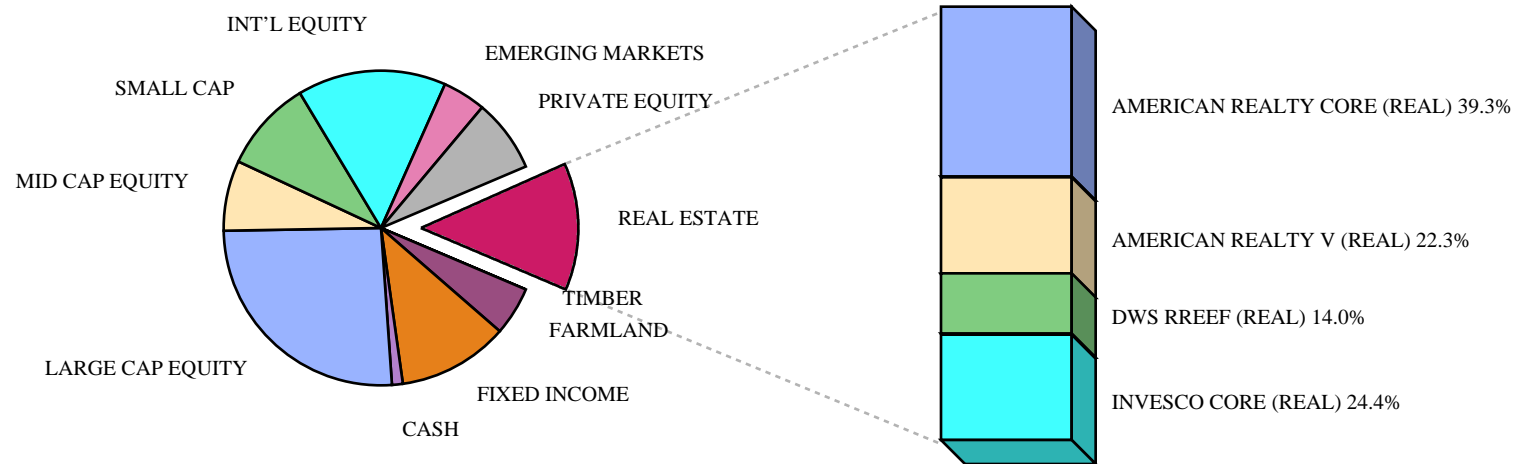 INT’L EQUITY
EMERGING MARKETS
SMALL CAP
PRIVATE EQUITY
MID CAP EQUITY
REAL ESTATE
TIMBER
FARMLAND
LARGE CAP EQUITY
FIXED INCOME
CASH
AMERICAN REALTY CORE (REAL) 39.3%
AMERICAN REALTY V (REAL) 22.3%
DWS RREEF (REAL) 14.0%
INVESCO CORE (REAL) 24.4%